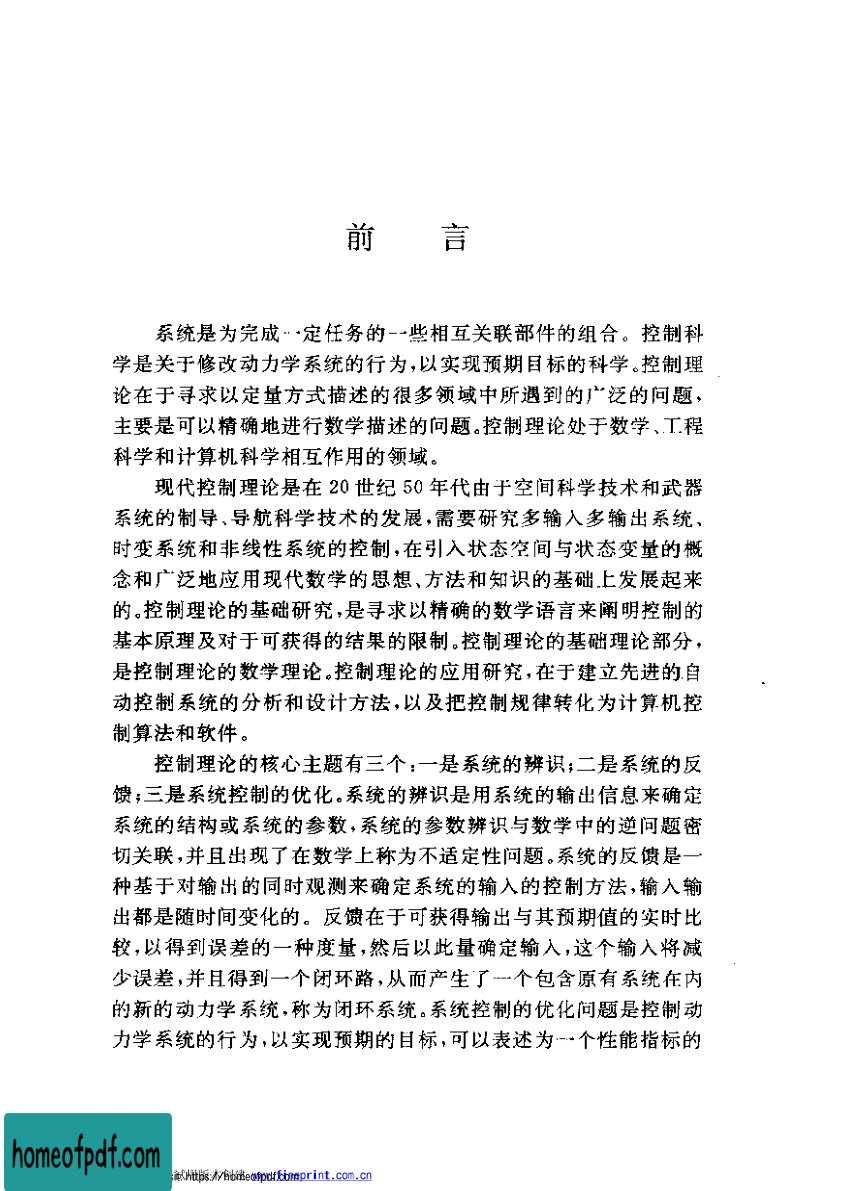 前 言
系统是为完成一定任务的一些相互关联部件的组合。控制科
学是关于修改动力学系统的行为,以实现预期目标的科学。控制理
论在于寻求以定量方式描述的很多领域中所遇到的广泛的问题、
主要是可以精确地进行数学描述的问题。控制理论处于数学、工程
科学和计算机科学相互作用的领域。
现代控制理论是在 20 世纪 50 年代由于空间科学技术和武器
系统的制导、导航科学技术的发展,需要研究多输入多输出系统、
时变系统和非线性系统的控制,在引入状态空间与状态变量的概
念和广泛地应用现代数学的思想、方法和知识的基础上发展起来
的。控制理论的基础研究,是寻求以精确的数学语言来阐明控制的
基本原理及对于可获得的结果的限制。控制理论的基础理论部分,
是控制理论的数学理论。控制理论的应用研究,在于建立先进的自
动控制系统的分析和设计方法,以及把控制规律转化为计算机控
制算法和软件。
控制理论的核心主题有三个:一是系统的辨识;二是系统的反
馈;三是系统控制的优化。系统的辨识是用系统的输出信息来确定
系统的结构或系统的参数,系统的参数辨识与数学中的逆问题密
切关联,并且出现了在数学上称为不适定性问题。系统的反馈是一
种基于对输出的同时观测来确定系统的输入的控制方法,输入输
出都是随时间变化的。反馈在于可获得输出与其预期值的实时比
较,以得到误差的一种度量,然后以此量确定输入,这个输入将减
少误差,并且得到一个闭环路,从而产生了一个包含原有系统在内
的新的动力学系统,称为闭环系统。系统控制的优化问题是控制动
力学系统的行为,以实现预期的目标,可以表述为一个性能指标的
homeofpdf.com
试用版本创建 www.fineprint.com.cn
https://homeofpdf.com